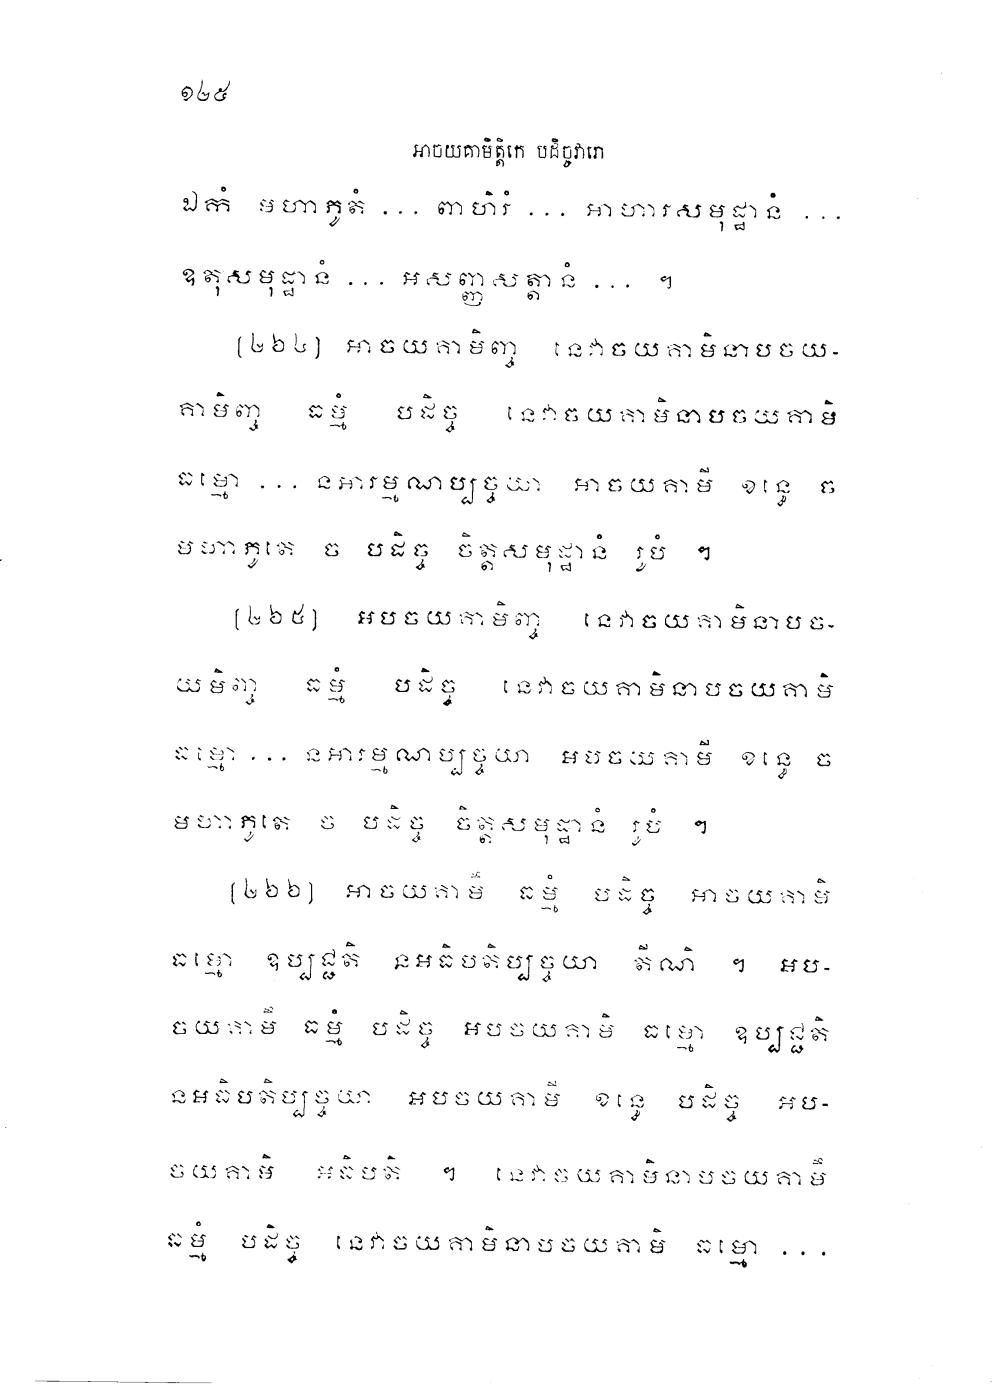 ១៤៥
អាចយគាមិត្តិកេ បដិច្ចវារោ
ឯកំ មហាភូតំ ... ពាហិរំ ... អាហារសមុដ្ឋានំ ...
ឧតុសមុដ្ឋានំ ... អសញ្ញសត្តានំ ... ។
[៤៦៤] អាចយគាមិញ្ច នេវាចយគាមិនាបចយ-
គាមិញ្ច ធម្មំ បដិច្ច នេវាចយគាមិនាបចយគាមិ
ធម្មោ ... នអារម្មណប្បច្ចយា អាចយគាមី ខន្ធេ ច
មហាភូតេ ច បដិច្ច ចិត្តសមុដ្ឋានំ រូបំ ។
[៤៦៥] អបចយគាមិញ្ច នេវាចយគាមិនាបច-
យមិញ្ច ធម្មំ បដិច្ច នេវាចយគាមិនាបចយគាមិ
ធម្មោ ... នអារម្មណប្បច្ចយា អបចយគាមី ខន្ធេ ច
មហាភូតេ ច បដិច្ច ចិត្តសមុដ្ឋានំ រូបំ ។
[៤៦៦] អាចយគាមឹ ធម្មំ បដិច្ច អាចយគាមិ
ធម្មោ ឧប្បជ្ជតិ នអធិបតិប្បច្ចយា តីណិ ។ អប-
ចយគាមឹ ធម្មំ បដិច្ច អបចយគាមិ ធម្មោ ឧប្បជ្ជតិ
នអធិបតិប្បច្ចយា អបចយគាមី ខន្ធេ បដិច្ច អប-
ចយគាមិ អធិបតិ ។ នេវាចយគាមិនាបចយគាមឹ
ធម្មំ បដិច្ច នេវាចយគាមិនាបចយគាមិ ធម្មោ ...